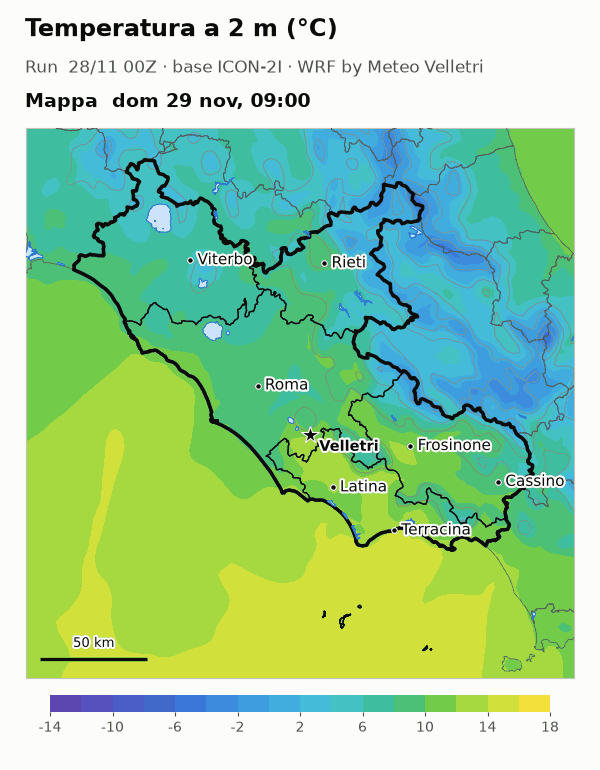 Temperatura a 2 m (°C)
Run 28/11 00Z · base ICON-2I · WRF by Meteo Velletri
Mappa dom 29 nov, 09:00
Viterbo
Rieti
Roma
Velletri
Frosinone
Latina
Cassino
Terracina
50 km
-14 -10 -6 -2 2 6 10 14 18